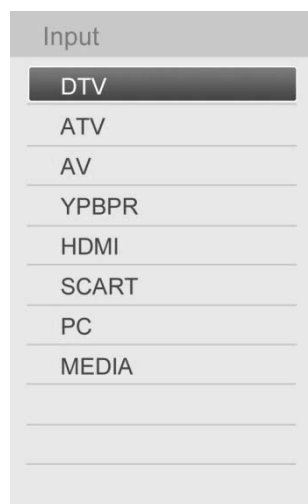 Input
DTV
ATV
AV
YPBPR
HDMI
SCART
PC
MEDIA